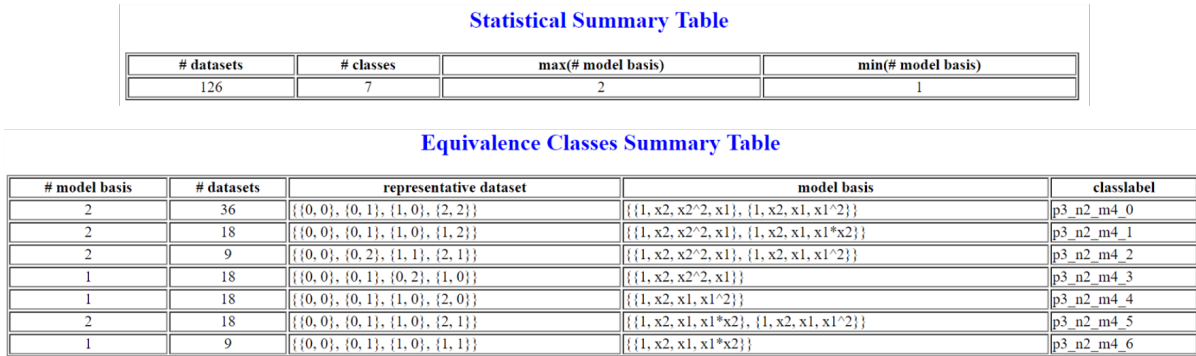 Statistical Summary Table
# datasets # classes max(# model basis) min(# model basis)
126 7 2 1
Equivalence Classes Summary Table
# model basis # datasets representative dataset model basis classlabel
2 36 {{0, 0}, {0, 1}, {1, 0}, {2, 2}} {{1, x2, x2^2, x1}, {1, x2, x1, x1^2}} p3_n2_m4_0
2 18 {{0, 0}, {0, 1}, {1, 0}, {1, 2}} {{1, x2, x2^2, x1}, {1, x2, x1, x1*x2}} p3_n2_m4_1
2 9 {{0, 0}, {0, 2}, {1, 1}, {2, 1}} {{1, x2, x2^2, x1}, {1, x2, x1, x1^2}} p3_n2_m4_2
1 18 {{0, 0}, {0, 1}, {0, 2}, {1, 0}} {{1, x2, x2^2, x1}} p3_n2_m4_3
1 18 {{0, 0}, {0, 1}, {1, 0}, {2, 0}} {{1, x2, x1, x1^2}} p3_n2_m4_4
2 18 {{0, 0}, {0, 1}, {1, 0}, {2, 1}} {{1, x2, x1, x1*x2}, {1, x2, x1, x1^2}} p3_n2_m4_5
1 9 {{0, 0}, {0, 1}, {1, 0}, {1, 1}} {{1, x2, x1, x1*x2}} p3_n2_m4_6